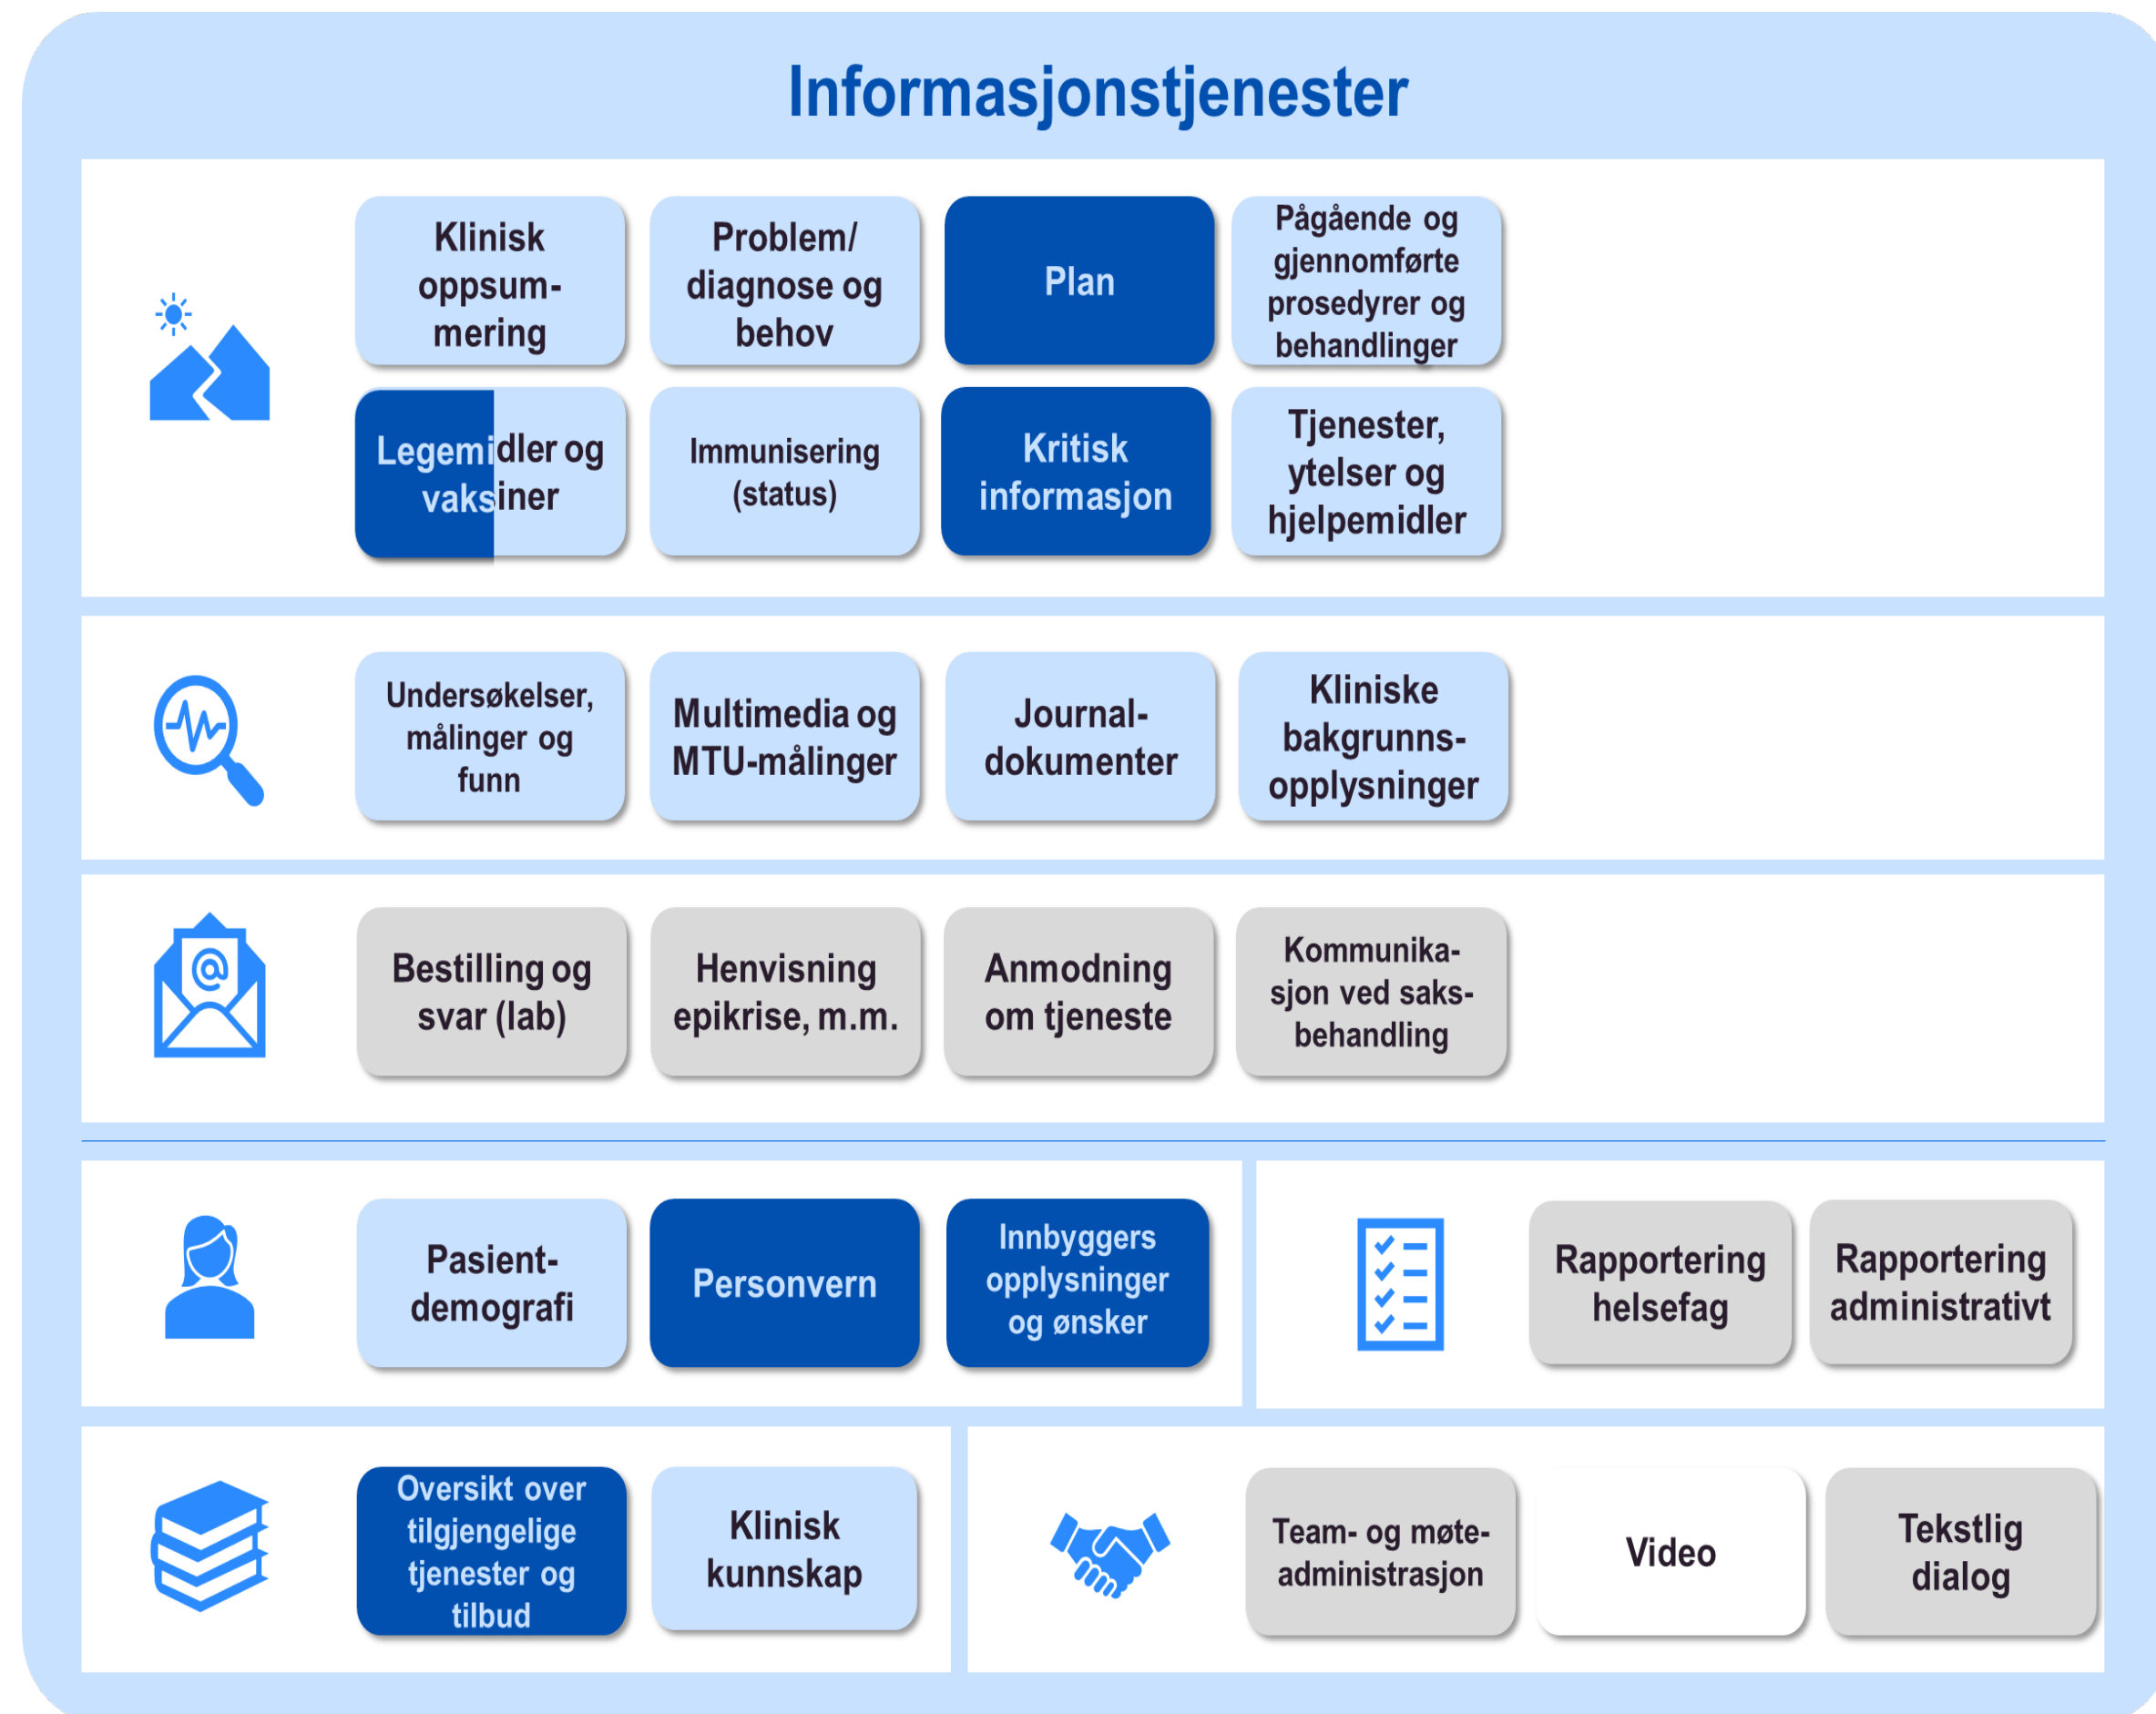 Informasjonstjenester
Klinisk
oppsum-
mering
Problem/
diagnose og
behov
Plan
Pågående og
gjennomførte
prosedyrer og
behandlinger
Legemidler og
vaksiner
Immunisering
(status)
Kritisk
informasjon
Tjenester,
ytelser og
hjelpemidler
Undersøkelser,
målinger og
funn
Multimedia og
MTU-målinger
Journal-
dokumenter
Kliniske
bakgrunns-
opplysninger
@
Bestilling og
svar (lab)
Henvisning
epikrise, m.m.
Anmodning
om tjeneste
Kommunika-
sjon ved saks-
behandling
Pasient-
demografi
Personvern
Innbyggers
opplysninger
og ønsker
Rapportering
helsefag
Rapportering
administrativt
Oversikt over
tilgjengelige
tjenester og
tilbud
Klinisk
kunnskap
Team- og møte-
administrasjon
Video
Tekstlig
dialog